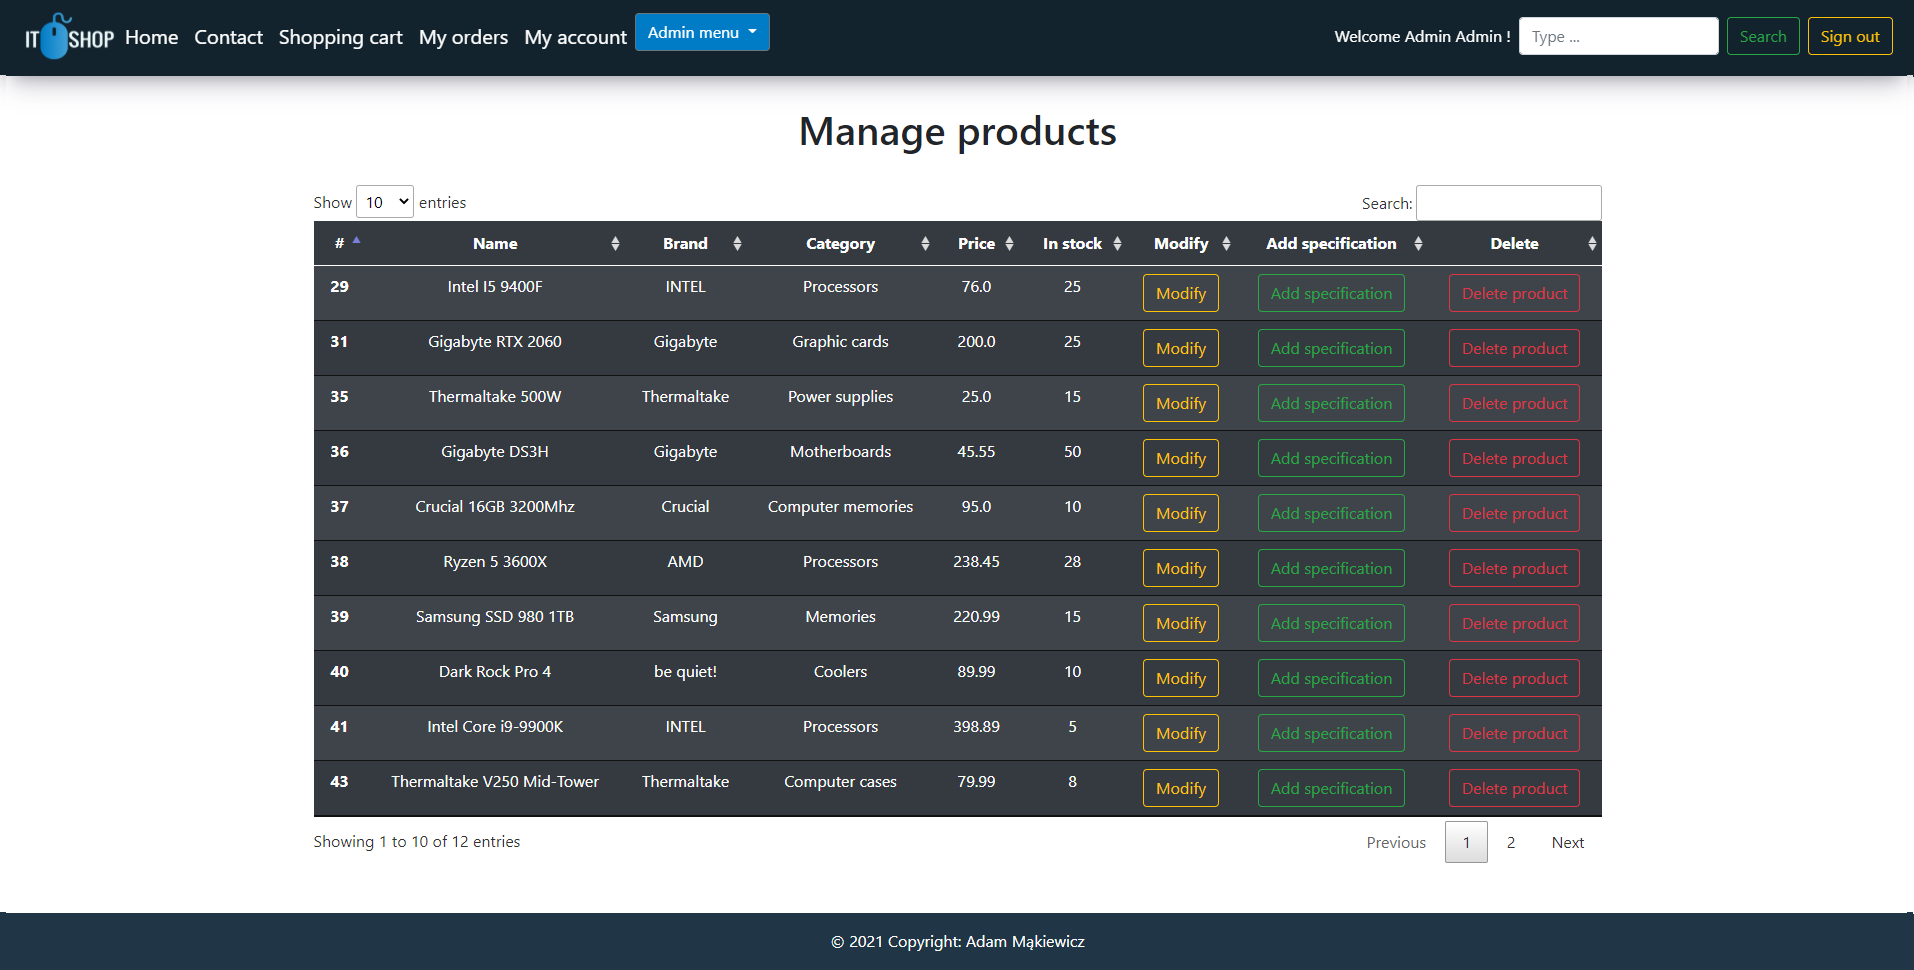 IT SHOP Home Contact Shopping cart My orders My account Admin menu Welcome Admin Admin ! Type ... Search Sign out
Manage products
Show 10 entries Search:
# Name Brand Category Price In stock Modify Add specification Delete
29 Intel I5 9400F INTEL Processors 76.0 25 Modify Add specification Delete product
31 Gigabyte RTX 2060 Gigabyte Graphic cards 200.0 25 Modify Add specification Delete product
35 Thermaltake 500W Thermaltake Power supplies 25.0 15 Modify Add specification Delete product
36 Gigabyte DS3H Gigabyte Motherboards 45.55 50 Modify Add specification Delete product
37 Crucial 16GB 3200Mhz Crucial Computer memories 95.0 10 Modify Add specification Delete product
38 Ryzen 5 3600X AMD Processors 238.45 28 Modify Add specification Delete product
39 Samsung SSD 980 1TB Samsung Memories 220.99 15 Modify Add specification Delete product
40 Dark Rock Pro 4 be quiet! Coolers 89.99 10 Modify Add specification Delete product
41 Intel Core i9-9900K INTEL Processors 398.89 5 Modify Add specification Delete product
43 Thermaltake V250 Mid-Tower Thermaltake Computer cases 79.99 8 Modify Add specification Delete product
Showing 1 to 10 of 12 entries Previous 1 2 Next
© 2021 Copyright: Adam Mąkiewicz